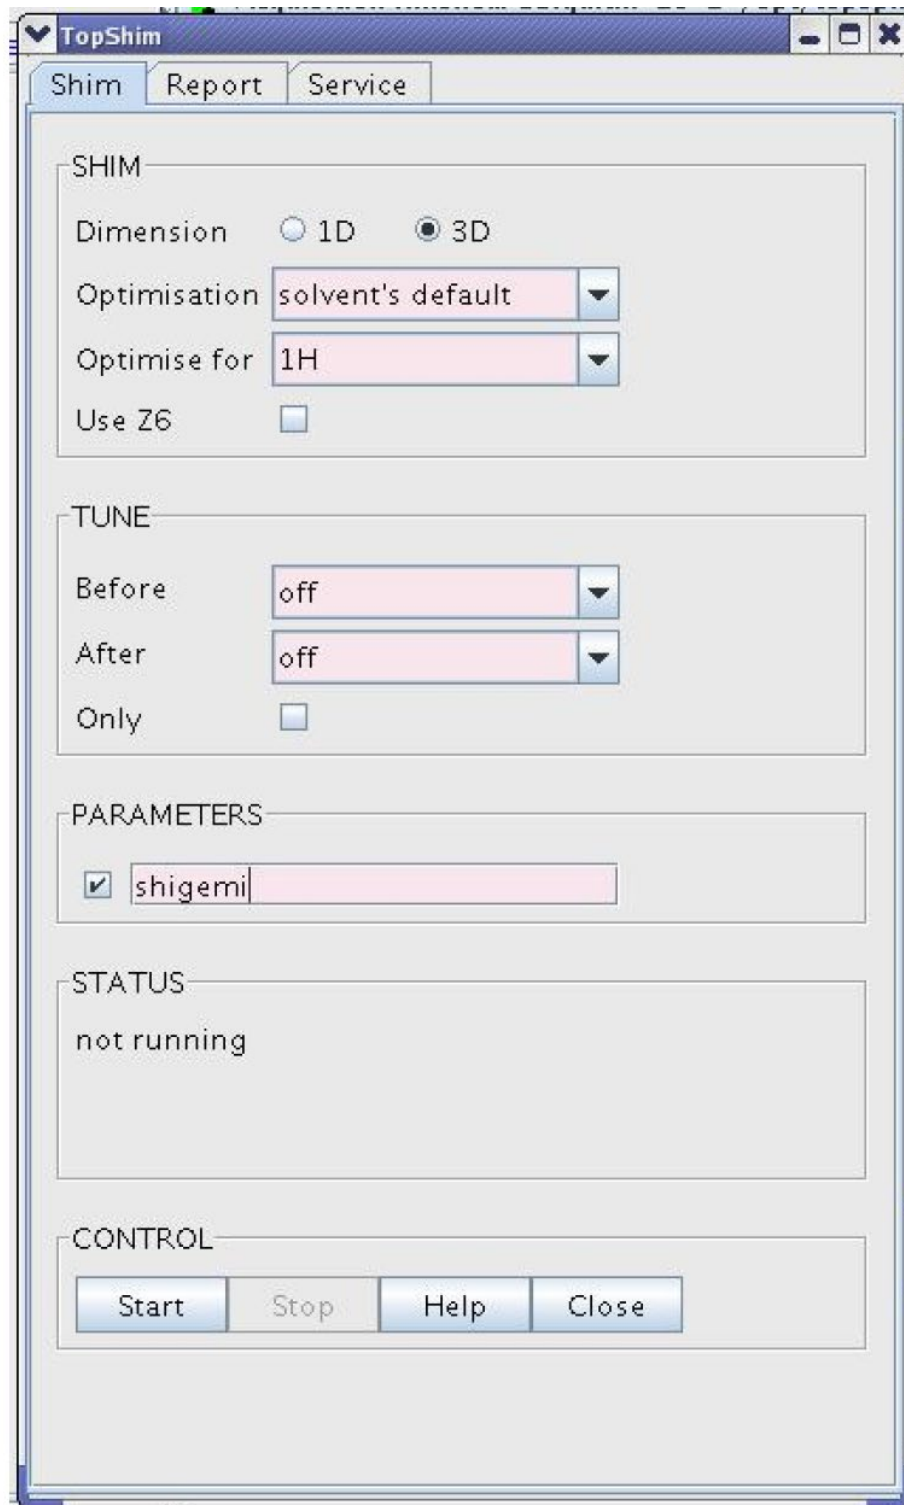 TopShim
Shim Report Service
SHIM
Dimension 1D 3D
Optimisation solvent's default
Optimise for 1H
Use Z6
TUNE
Before off
After off
Only
PARAMETERS
shigemi
STATUS
not running
CONTROL
Start Stop Help Close